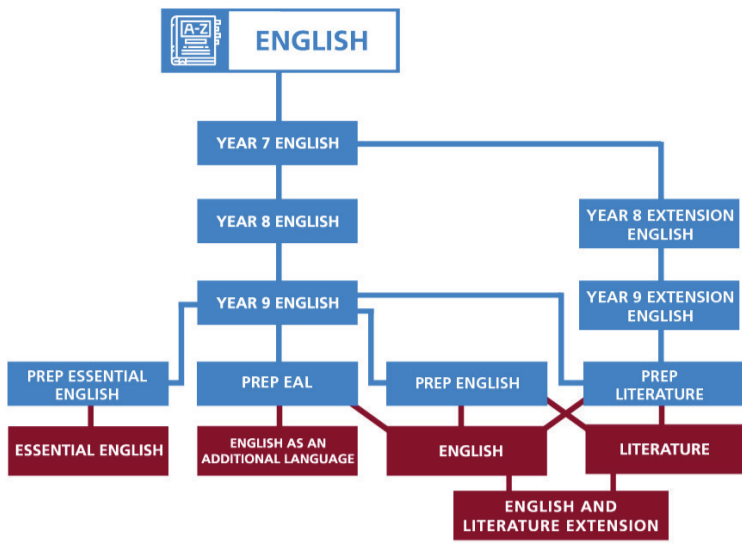 A-Z
ENGLISH
YEAR 7 ENGLISH
YEAR 8 ENGLISH
YEAR 8 EXTENSION
ENGLISH
YEAR 9 ENGLISH
YEAR 9 EXTENSION
ENGLISH
PREP ESSENTIAL
ENGLISH
PREP EAL
PREP ENGLISH
PREP
LITERATURE
ESSENTIAL ENGLISH
ENGLISH AS AN
ADDITIONAL LANGUAGE
ENGLISH
LITERATURE
ENGLISH AND
LITERATURE EXTENSION